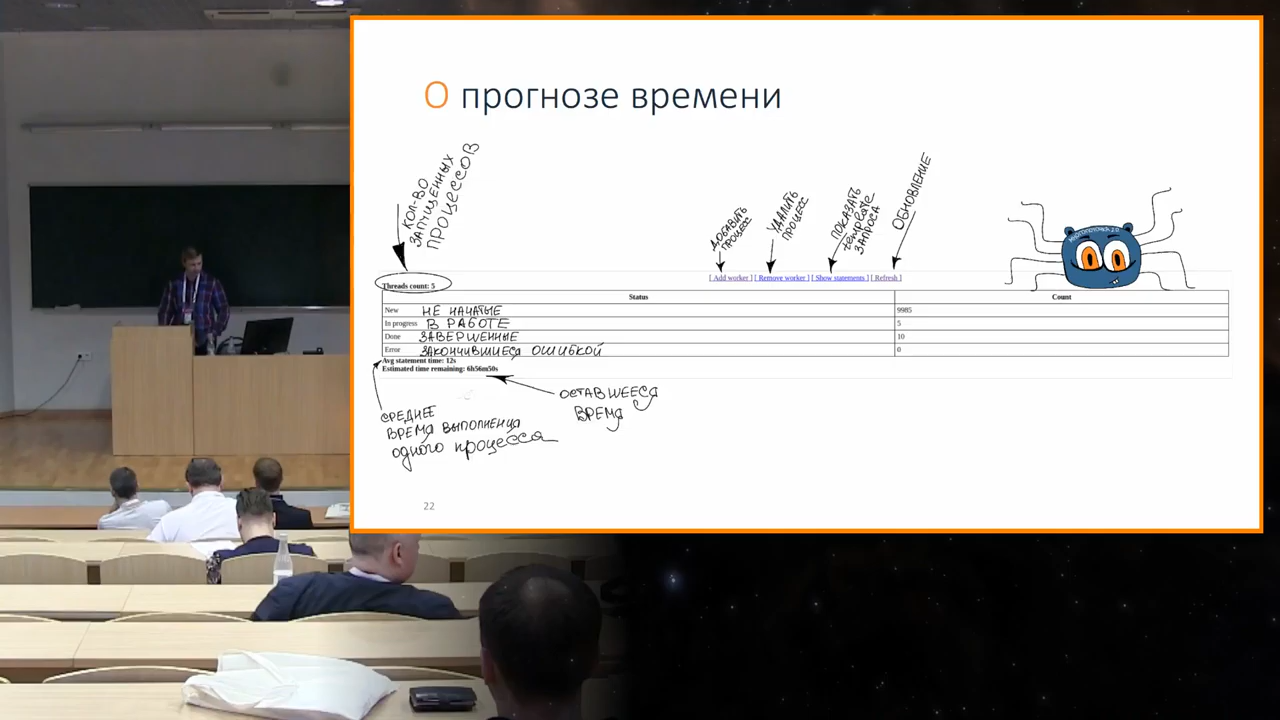 О прогнозе времени
КОЛ-ВО
ЗАПУЩЕННЫХ
ПРОЦЕССОВ
ДОБАВИТЬ
ПРОЦЕСС
УДАЛИТЬ
ПРОЦЕСС
ПОКАЗАТЬ
template
ЗАПРОСА
ОБНОВЛЕНИЕ
[ Add worker ] [ Remove worker ] [ Show statements ] [ Refresh ]
Threads count: 5
Status Count
New НЕ НАЧАТЫЕ 9985
In progress В РАБОТЕ 5
Done ЗАВЕРШЕННЫЕ 10
Error ЗАКОНЧИВШИЕСЯ ОШИБКОЙ 0
Avg statement time: 12s
Estimated time remaining: 6h56m50s
ОСТАВШЕЕСЯ
ВРЕМЯ
СРЕДНЕЕ
ВРЕМЯ ВЫПОЛНЕНИЯ
одного процесса
22